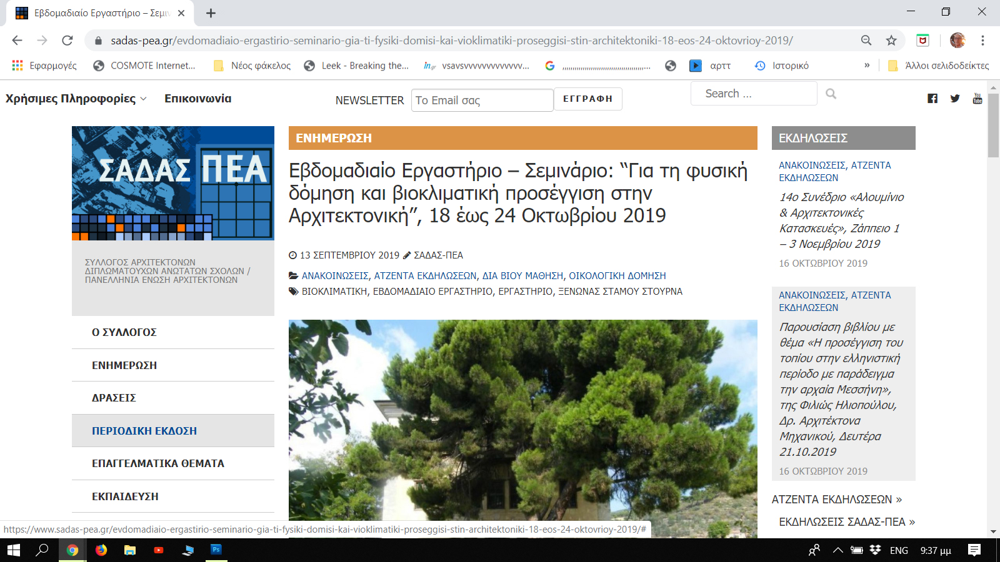 Εβδομαδιαίο Εργαστήριο – Σεμιν
sadas-pea.gr/evdomadiaio-ergastirio-seminario-gia-ti-fysiki-domisi-kai-vioklimatiki-proseggisi-stin-architektoniki-18-eos-24-oktovrioy-2019/
Εφαρμογές
COSMOTE Internet...
Νέος φάκελος
Leek - Breaking the...
in.gr
vsavsvvvvvvvvvvvv...
αρττ
Ιστορικό
»
Άλλοι σελιδοδείκτες
Χρήσιμες Πληροφορίες
Επικοινωνία
NEWSLETTER
Το Email σας
ΕΓΓΡΑΦΗ
Search ...
You
Tube
ΣΑΔΑΣ ΠΕΑ
ΣΥΛΛΟΓΟΣ ΑΡΧΙΤΕΚΤΟΝΩΝ
ΔΙΠΛΩΜΑΤΟΥΧΩΝ ΑΝΩΤΑΤΩΝ ΣΧΟΛΩΝ /
ΠΑΝΕΛΛΗΝΙΑ ΕΝΩΣΗ ΑΡΧΙΤΕΚΤΟΝΩΝ
Ο ΣΥΛΛΟΓΟΣ
ΕΝΗΜΕΡΩΣΗ
ΔΡΑΣΕΙΣ
ΠΕΡΙΟΔΙΚΗ ΕΚΔΟΣΗ
ΕΠΑΓΓΕΛΜΑΤΙΚΑ ΘΕΜΑΤΑ
ΕΚΠΑΙΔΕΥΣΗ
ΕΝΗΜΕΡΩΣΗ
Εβδομαδιαίο Εργαστήριο – Σεμινάριο: “Για τη φυσική
δόμηση και βιοκλιματική προσέγγιση στην
Αρχιτεκτονική”, 18 έως 24 Οκτωβρίου 2019
13 ΣΕΠΤΕΜΒΡΙΟΥ 2019 ΣΑΔΑΣ-ΠΕΑ
ΑΝΑΚΟΙΝΩΣΕΙΣ, ΑΤΖΕΝΤΑ ΕΚΔΗΛΩΣΕΩΝ, ΔΙΑ ΒΙΟΥ ΜΑΘΗΣΗ, ΟΙΚΟΛΟΓΙΚΗ ΔΟΜΗΣΗ
ΒΙΟΚΛΙΜΑΤΙΚΗ, ΕΒΔΟΜΑΔΙΑΙΟ ΕΡΓΑΣΤΗΡΙΟ, ΕΡΓΑΣΤΗΡΙΟ, ΞΕΝΩΝΑΣ ΣΤΑΜΟΥ ΣΤΟΥΡΝΑ
ΕΚΔΗΛΩΣΕΙΣ
ΑΝΑΚΟΙΝΩΣΕΙΣ, ΑΤΖΕΝΤΑ
ΕΚΔΗΛΩΣΕΩΝ
14ο Συνέδριο «Αλουμίνιο
& Αρχιτεκτονικές
Κατασκευές», Ζάππειο 1
– 3 Νοεμβρίου 2019
16 ΟΚΤΩΒΡΙΟΥ 2019
ΑΝΑΚΟΙΝΩΣΕΙΣ, ΑΤΖΕΝΤΑ
ΕΚΔΗΛΩΣΕΩΝ
Παρουσίαση βιβλίου με
θέμα «Η προσέγγιση του
τοπίου στην ελληνιστική
περίοδο με παράδειγμα
την αρχαία Μεσσήνη»,
της Φιλιώς Ηλιοπούλου,
Δρ. Αρχιτέκτονα
Μηχανικού, Δευτέρα
21.10.2019
16 ΟΚΤΩΒΡΙΟΥ 2019
ΑΤΖΕΝΤΑ ΕΚΔΗΛΩΣΕΩΝ »
ΕΚΔΗΛΩΣΕΙΣ ΣΑΔΑΣ-ΠΕΑ »
https://www.sadas-pea.gr/evdomadiaio-ergastirio-seminario-gia-ti-fysiki-domisi-kai-vioklimatiki-proseggisi-stin-architektoniki-18-eos-24-oktovrioy-2019/#
Ps
ENG
9:37 μμ